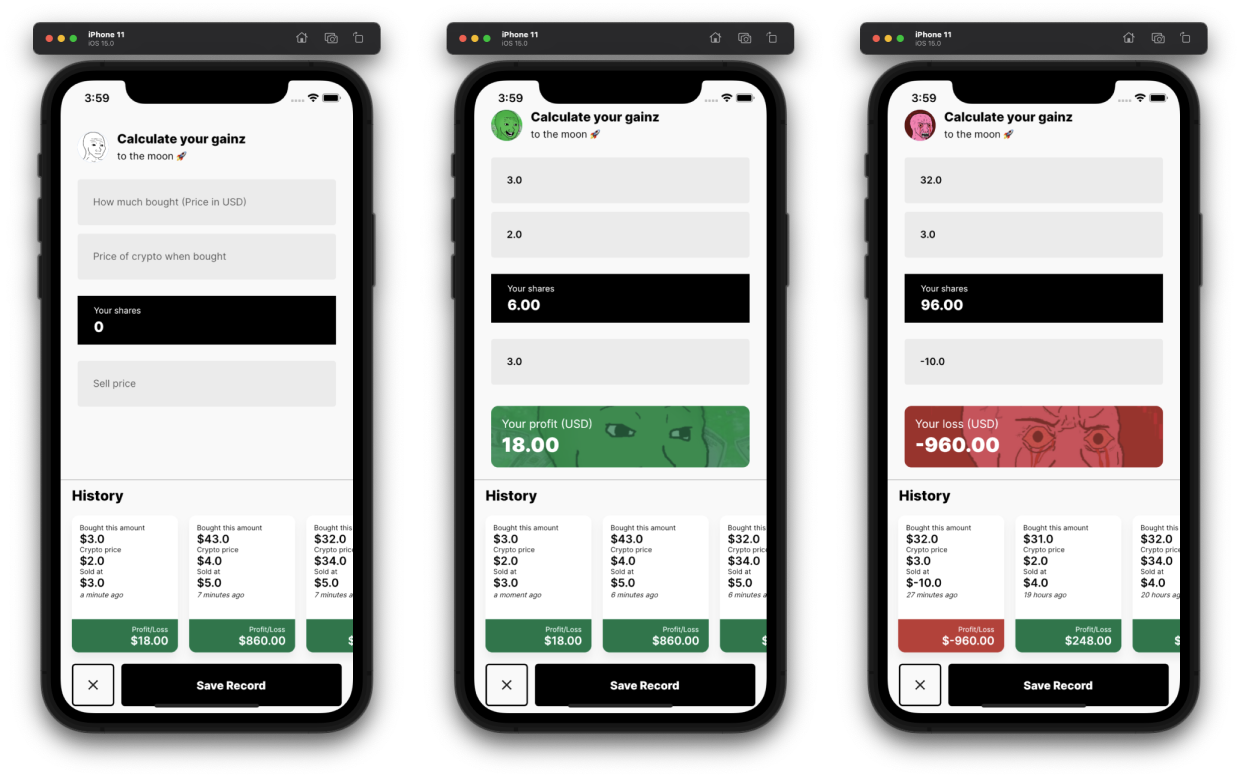 iPhone 11
iOS 15.0
3:59
Calculate your gainz
to the moon 🚀
How much bought (Price in USD)
Price of crypto when bought
Your shares
0
Sell price
History
Bought this amount
$3.0
Crypto price
$2.0
Sold at
$3.0
a minute ago
Profit/Loss
$18.00
Bought this amount
$43.0
Crypto price
$4.0
Sold at
$5.0
7 minutes ago
Profit/Loss
$860.00
Bought this
$32.0
Crypto price
$34.0
Sold at
$5.0
7 minutes a
$
Save Record
iPhone 11
iOS 15.0
3:59
Calculate your gainz
to the moon 🚀
3.0
2.0
Your shares
6.00
3.0
Your profit (USD)
18.00
History
Bought this amount
$3.0
Crypto price
$2.0
Sold at
$3.0
a moment ago
Profit/Loss
$18.00
Bought this amount
$43.0
Crypto price
$4.0
Sold at
$5.0
6 minutes ago
Profit/Loss
$860.00
Bought this
$32.0
Crypto price
$34.0
Sold at
$5.0
6 minutes a
$
Save Record
iPhone 11
iOS 15.0
3:59
Calculate your gainz
to the moon 🚀
32.0
3.0
Your shares
96.00
-10.0
Your loss (USD)
-960.00
History
Bought this amount
$32.0
Crypto price
$3.0
Sold at
$-10.0
27 minutes ago
Profit/Loss
$-960.00
Bought this amount
$31.0
Crypto price
$2.0
Sold at
$4.0
19 hours ago
Profit/Loss
$248.00
Bought this
$32.0
Crypto price
$34.0
Sold at
$4.0
20 hours ag
$
Save Record